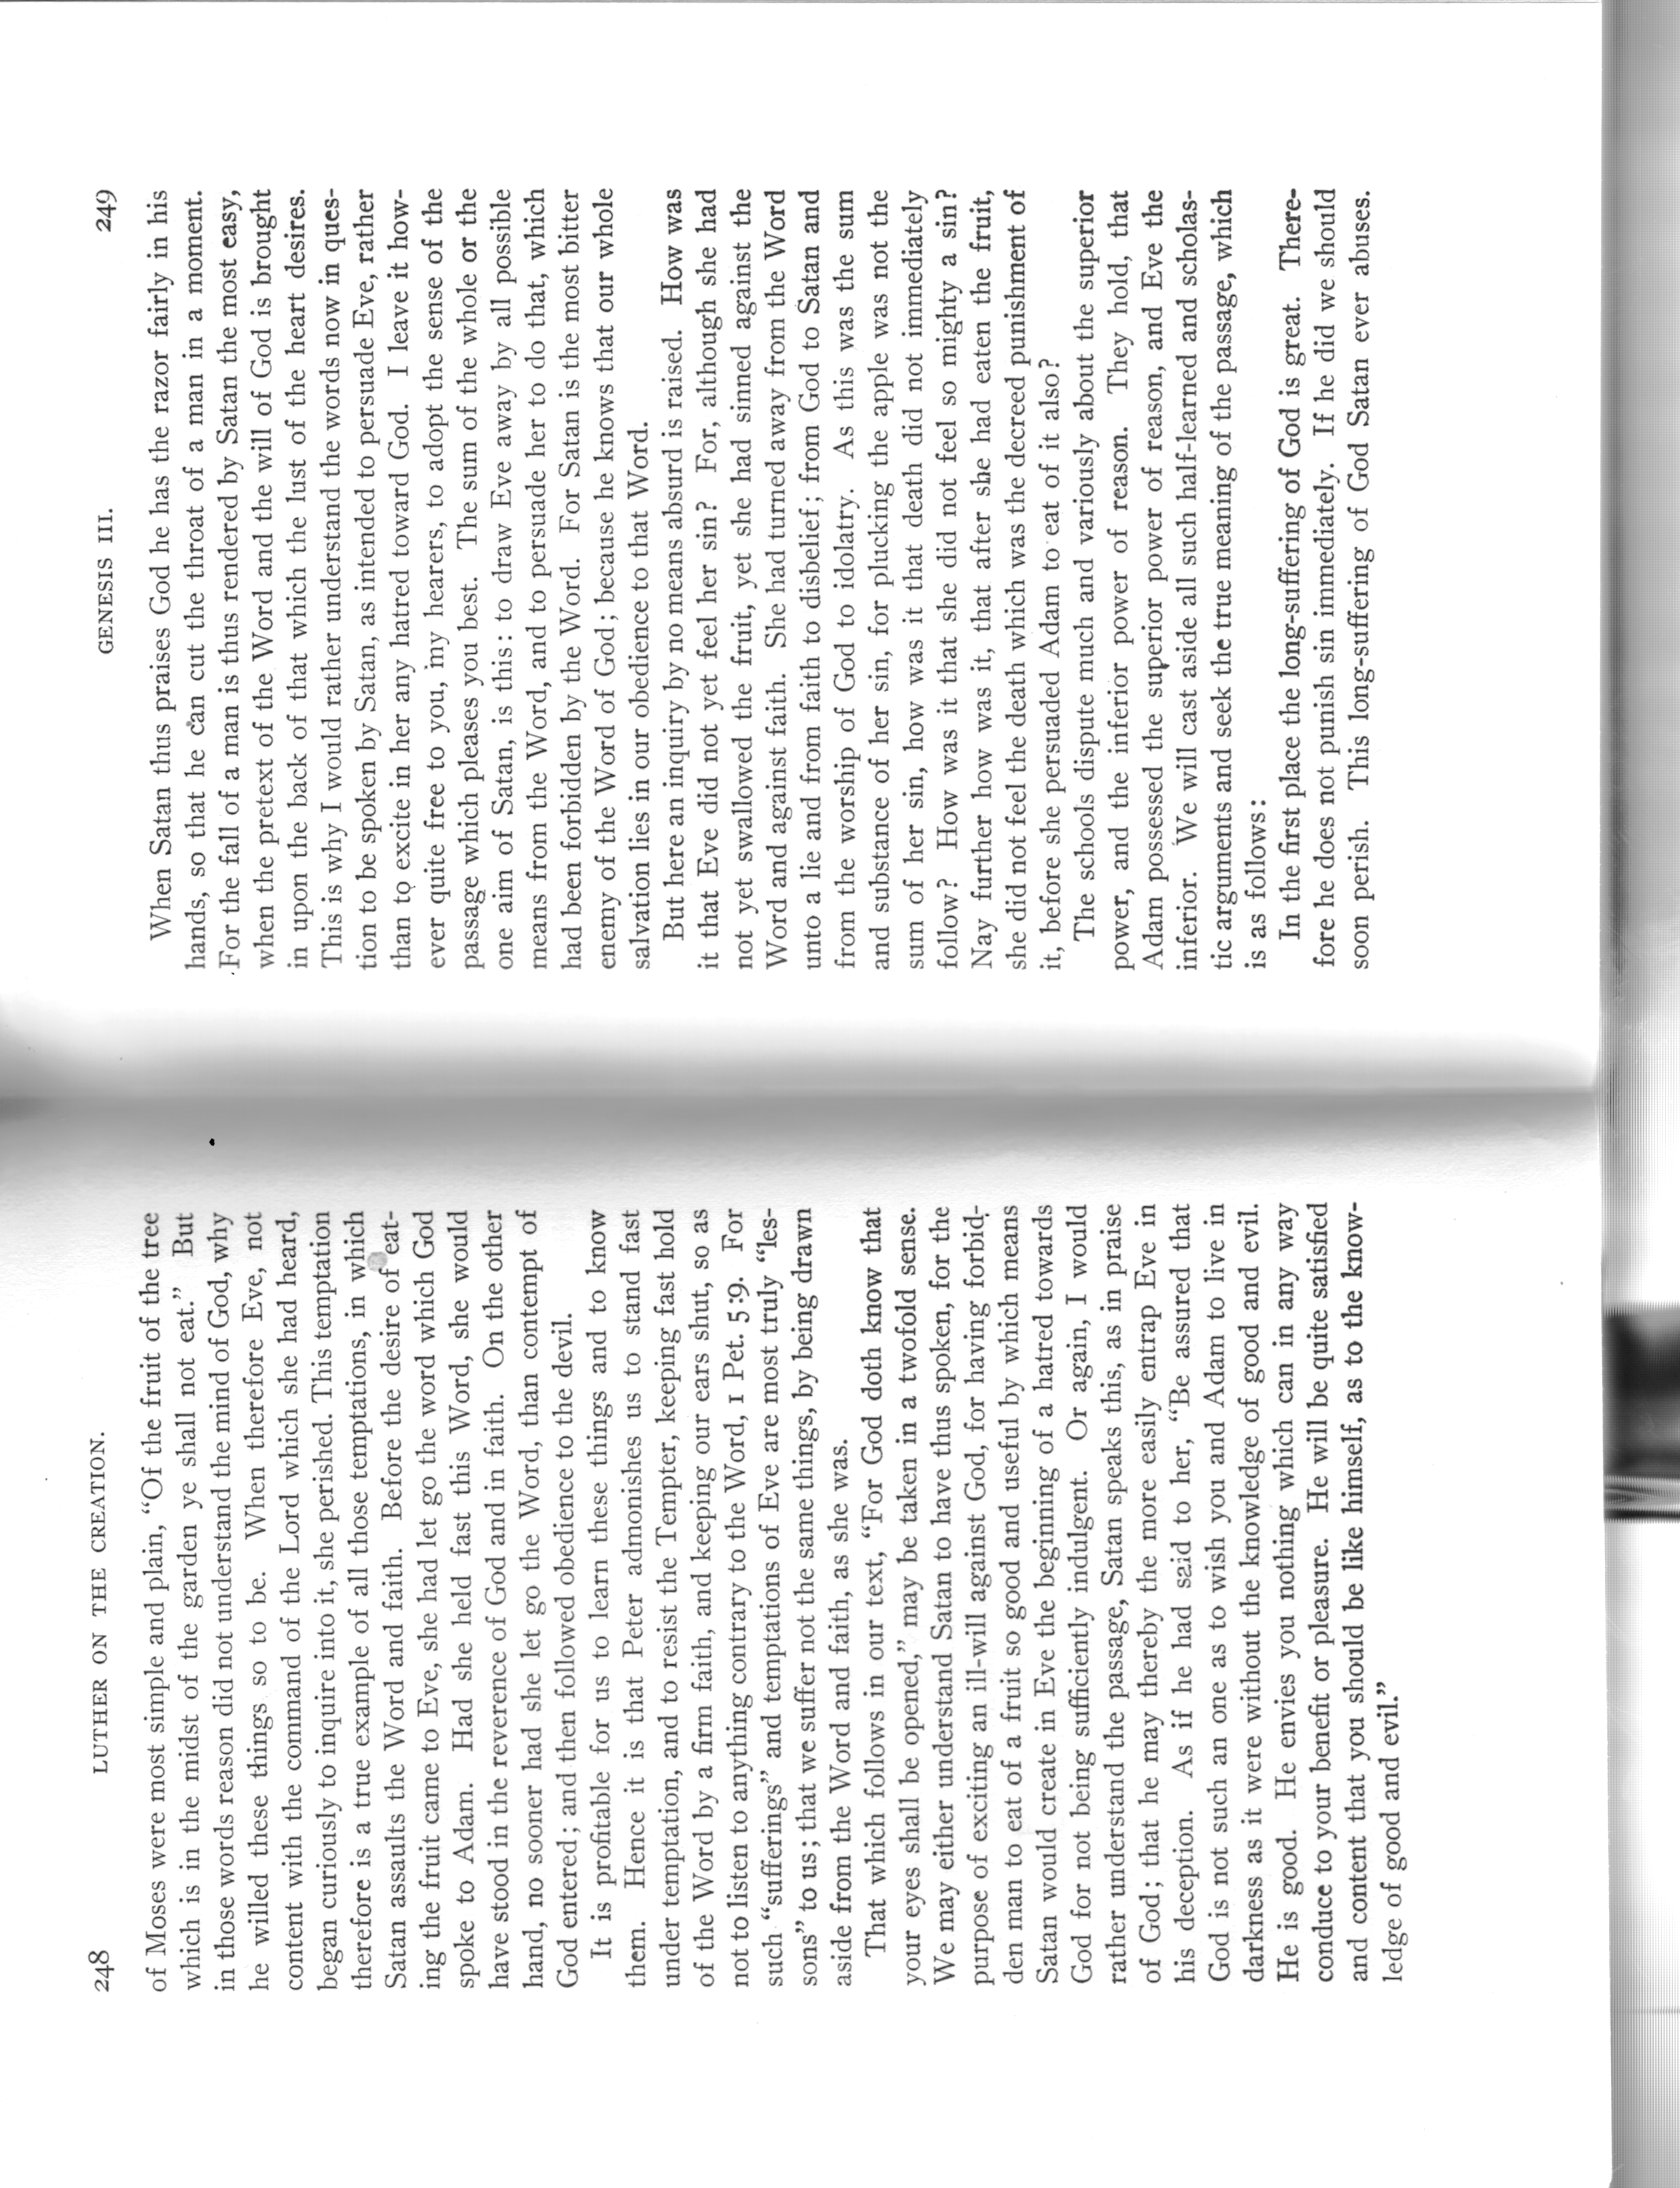 248 LUTHER ON THE CREATION.
of Moses were most simple and plain, “Of the fruit of the tree
which is in the midst of the garden ye shall not eat.” But
in those words reason did not understand the mind of God, why
he willed these things so to be. When therefore Eve, not
content with the command of the Lord which she had heard,
began curiously to inquire into it, she perished. This temptation
therefore is a true example of all those temptations, in which
Satan assaults the Word and faith. Before the desire of eat-
ing the fruit came to Eve, she had let go the word which God
spoke to Adam. Had she held fast this Word, she would
have stood in the reverence of God and in faith. On the other
hand, no sooner had she let go the Word, than contempt of
God entered; and then followed obedience to the devil.
It is profitable for us to learn these things and to know
them. Hence it is that Peter admonishes us to stand fast
under temptation, and to resist the Tempter, keeping fast hold
of the Word by a firm faith, and keeping our ears shut, so as
not to listen to anything contrary to the Word, 1 Pet. 5:9. For
such “sufferings” and temptations of Eve are most truly “les-
sons” to us; that we suffer not the same things, by being drawn
aside from the Word and faith, as she was.
That which follows in our text, “For God doth know that
your eyes shall be opened,” may be taken in a twofold sense.
We may either understand Satan to have thus spoken, for the
purpose of exciting an ill-will against God, for having forbid-
den man to eat of a fruit so good and useful by which means
Satan would create in Eve the beginning of a hatred towards
God for not being sufficiently indulgent. Or again, I would
rather understand the passage, Satan speaks this, as in praise
of God; that he may thereby the more easily entrap Eve in
his deception. As if he had said to her, “Be assured that
God is not such an one as to wish you and Adam to live in
darkness as it were without the knowledge of good and evil.
He is good. He envies you nothing which can in any way
conduce to your benefit or pleasure. He will be quite satisfied
and content that you should be like himself, as to the know-
ledge of good and evil.”
GENESIS III. 249
When Satan thus praises God he has the razor fairly in his
hands, so that he can cut the throat of a man in a moment.
For the fall of a man is thus rendered by Satan the most easy,
when the pretext of the Word and the will of God is brought
in upon the back of that which the lust of the heart desires.
This is why I would rather understand the words now in ques-
tion to be spoken by Satan, as intended to persuade Eve, rather
than to excite in her any hatred toward God. I leave it how-
ever quite free to you, my hearers, to adopt the sense of the
passage which pleases you best. The sum of the whole or the
one aim of Satan, is this: to draw Eve away by all possible
means from the Word, and to persuade her to do that, which
had been forbidden by the Word. For Satan is the most bitter
enemy of the Word of God; because he knows that our whole
salvation lies in our obedience to that Word.
But here an inquiry by no means absurd is raised. How was
it that Eve did not yet feel her sin? For, although she had
not yet swallowed the fruit, yet she had sinned against the
Word and against faith. She had turned away from the Word
unto a lie and from faith to disbelief; from God to Satan and
from the worship of God to idolatry. As this was the sum
and substance of her sin, for plucking the apple was not the
sum of her sin, how was it that death did not immediately
follow? How was it that she did not feel so mighty a sin?
Nay further how was it, that after she had eaten the fruit,
she did not feel the death which was the decreed punishment of
it, before she persuaded Adam to eat of it also?
The schools dispute much and variously about the superior
power, and the inferior power of reason. They hold, that
Adam possessed the superior power of reason, and Eve the
inferior. We will cast aside all such half-learned and scholas-
tic arguments and seek the true meaning of the passage, which
is as follows:
In the first place the long-suffering of God is great. There-
fore he does not punish sin immediately. If he did we should
soon perish. This long-suffering of God Satan ever abuses.